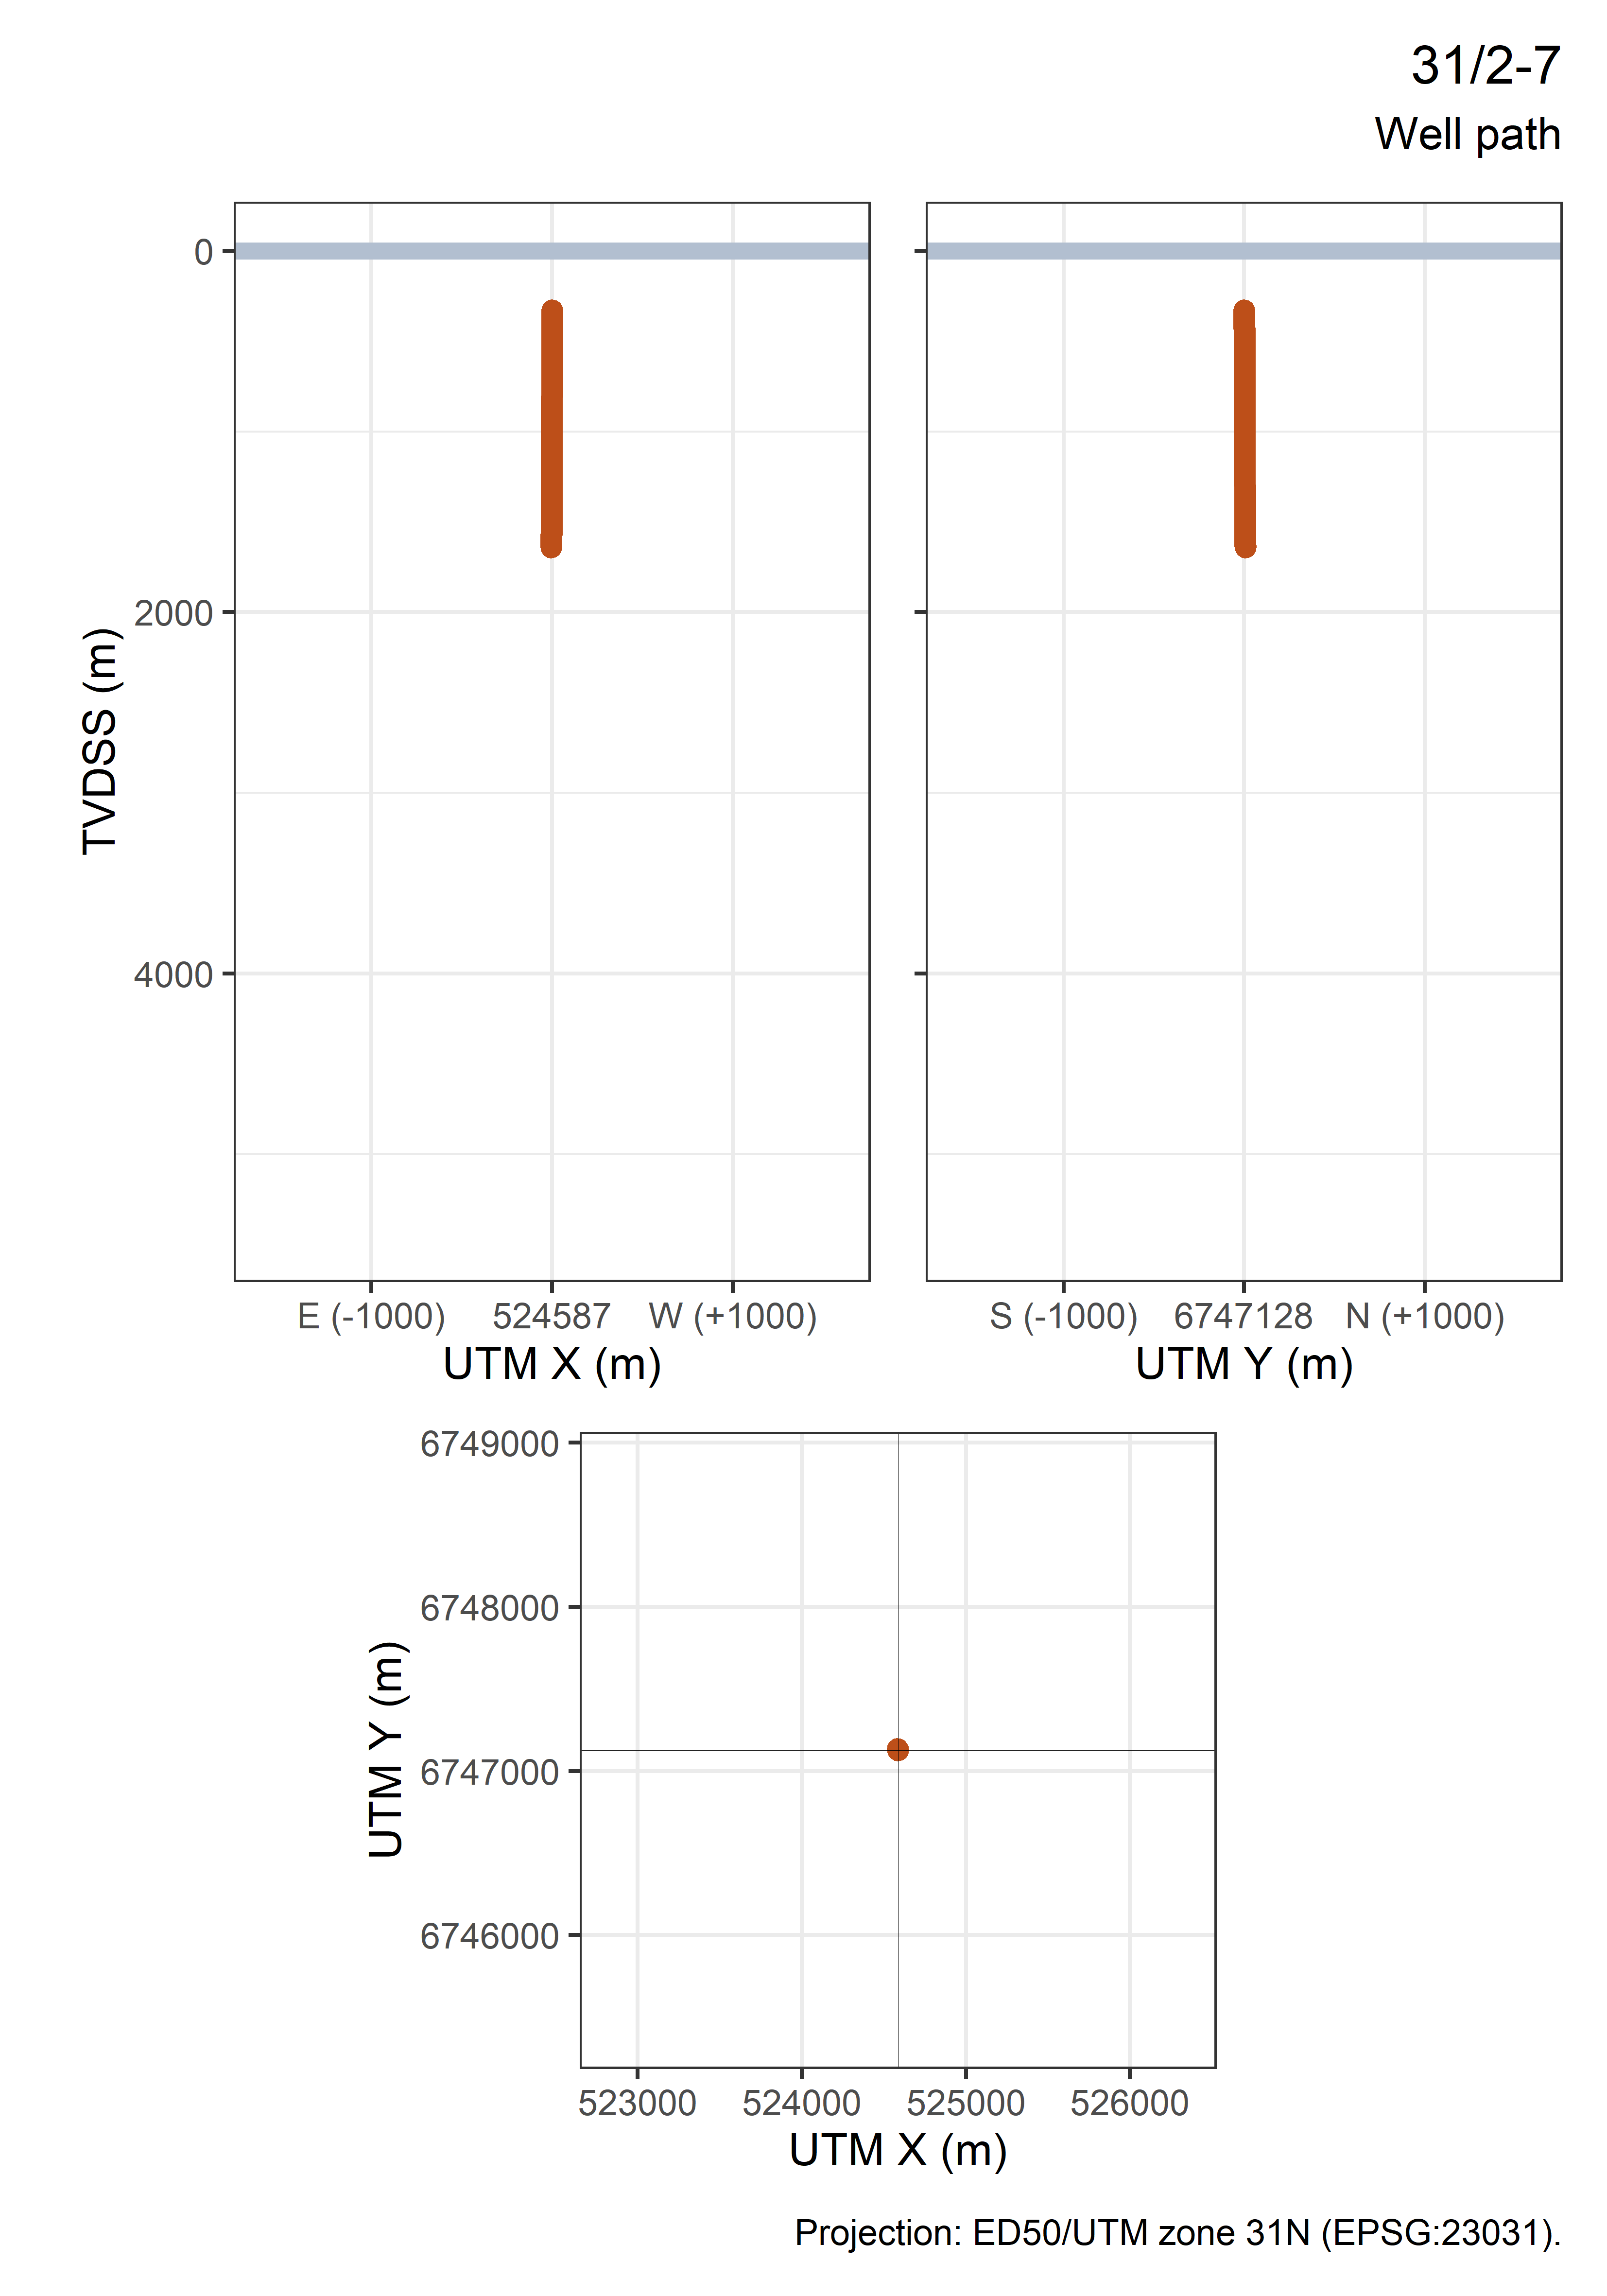 31/2-7
Well path
TVDSS (m)
0
2000
4000
E (-1000) 524587 W (+1000)
UTM X (m)
S (-1000) 6747128 N (+1000)
UTM Y (m)
UTM Y (m)
6749000
6748000
6747000
6746000
523000 524000 525000 526000
UTM X (m)
Projection: ED50/UTM zone 31N (EPSG:23031).